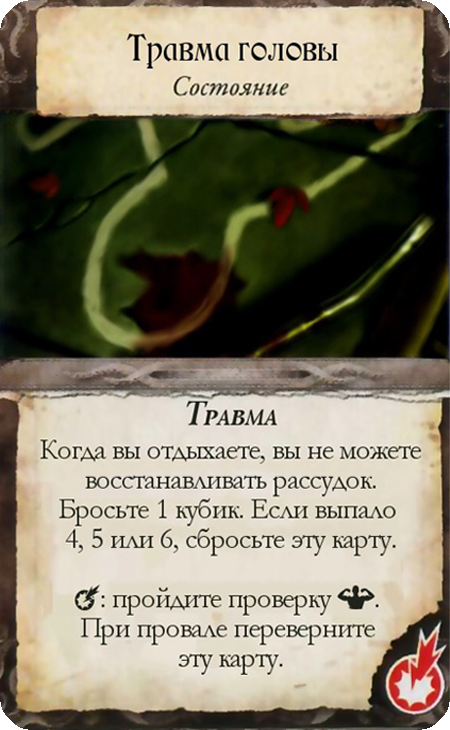 Травма головы
Состояние
Травма
Когда вы отдыхаете, вы не можете
восстанавливать рассудок.
Бросьте 1 кубик. Если выпало
4, 5 или 6, сбросьте эту карту.
: пройдите проверку .
При провале переверните
эту карту.